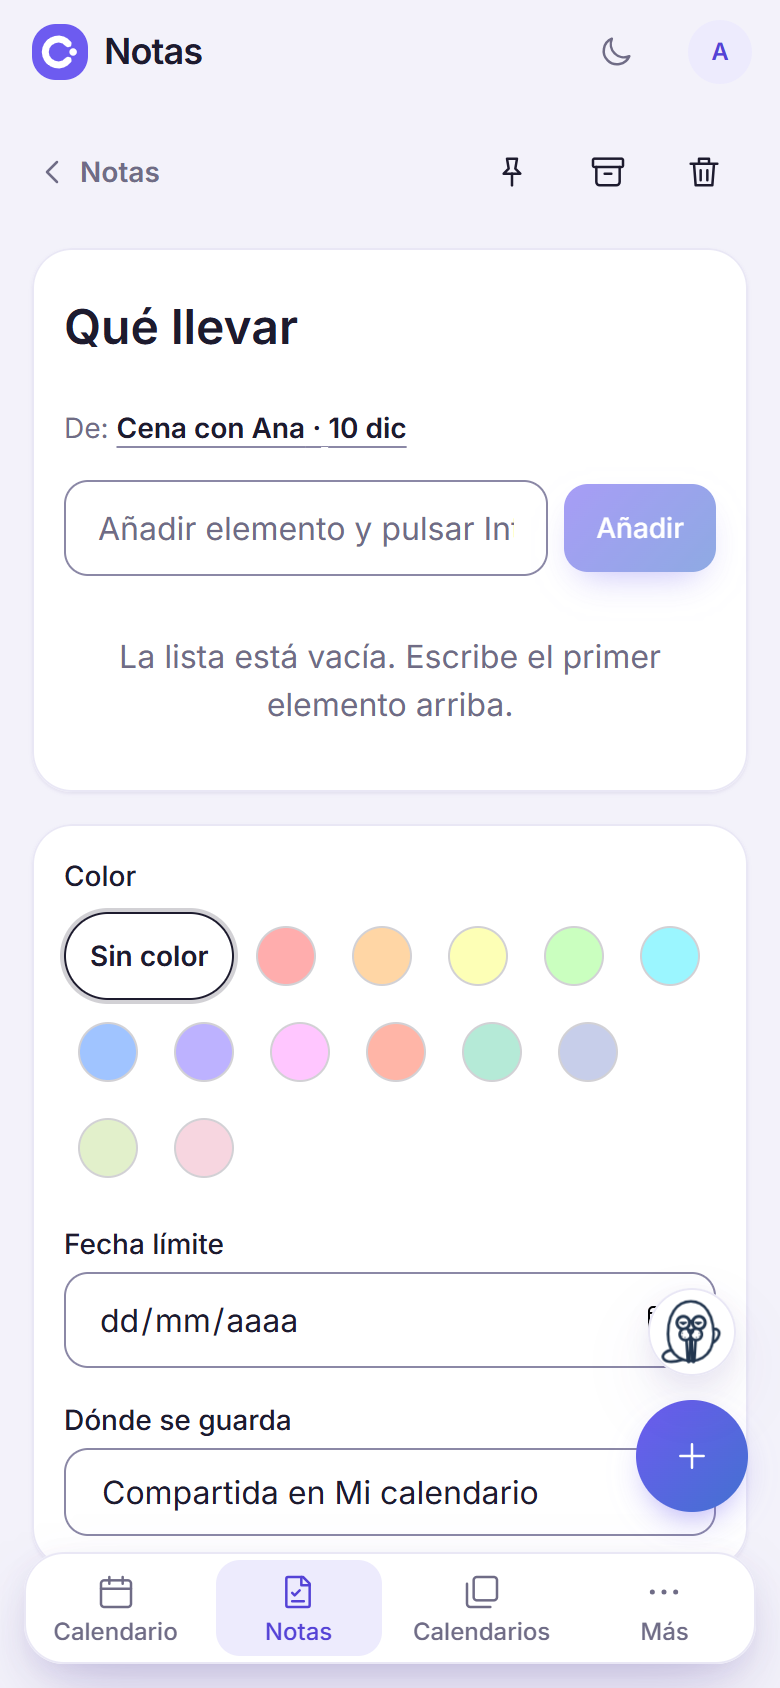 Notas
A
Notas
Qué llevar
De: Cena con Ana · 10 dic
Añadir elemento y pulsar
Añadir
La lista está vacía. Escribe el primer
elemento arriba.
Color
Sin color
Fecha límite
dd/mm/aaaa
Dónde se guarda
Compartida en Mi calendario
Calendario
Notas
Calendarios
Más